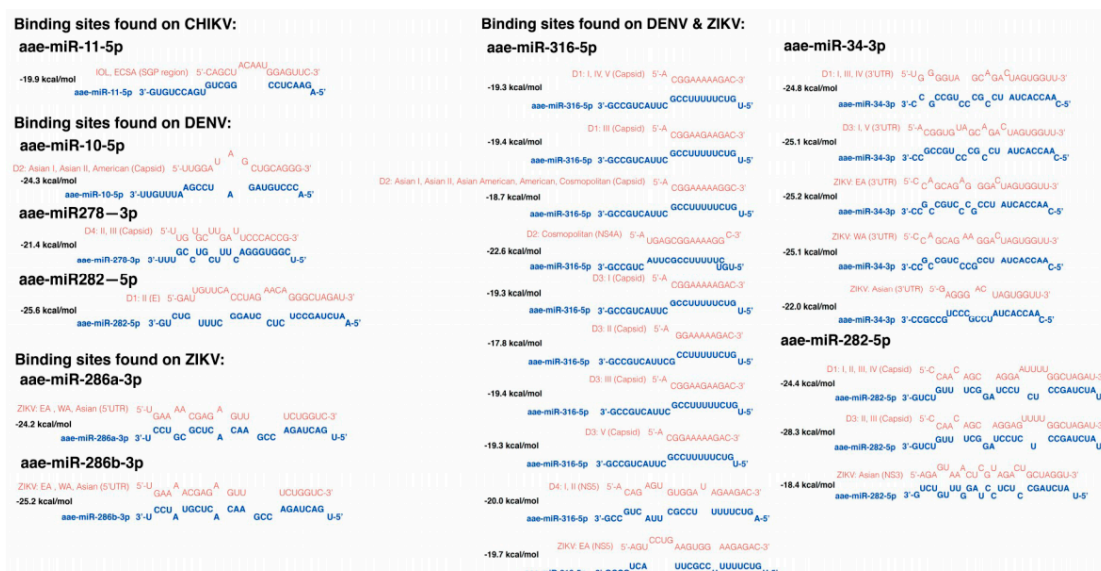 Binding sites found on CHIKV:
aae-miR-11-5p
ACAAU
IOL, ECSA (SGP region) 5'-CAGCU GGAGUUC-3'
-19.9 kcal/mol
GUCGG CCUCAAG
aae-miR-11-5p 3'-GUGUCCAGU A-5'
Binding sites found on DENV:
aae-miR-10-5p
A
U G
D2: Asian I, Asian II, American (Capsid) 5'-UUGGA CUGCAGGG-3'
-24.3 kcal/mol
AGCCU GAUGUCCC
aae-miR-10-5p 3'-UUGUUUA A A-5'
aae-miR278—3p
D4: II, III (Capsid) 5'-U U UU U
UG GC GA UCCCACCG-3'
-21.4 kcal/mol
GC UG UU AGGGUGGC
aae-miR-278-3p 3'-UUU C CU C U-5'
aae-miR282—5p
UGUUCA AACA
D1: II (E) 5'-GAU CCUAG GGGCUAGAU-3'
-25.6 kcal/mol
CUG GGAUC UCCGAUCUA
aae-miR-282-5p 3'-GU UUUC CUC A-5'
Binding sites found on ZIKV:
aae-miR-286a-3p
ZIKV: EA , WA, Asian (5'UTR) 5'-U AA A
GAA CGAG GUU UCUGGUC-3'
-24.2 kcal/mol
CCU GCUC CAA AGAUCAG
aae-miR-286a-3p 3'-U GC A GCC U-5'
aae-miR-286b-3p
ZIKV: EA , WA, Asian (5'UTR) 5'-U A A
GAA ACGAG GUU UCUGGUC-3'
-25.2 kcal/mol
CCU UGCUC CAA AGAUCAG
aae-miR-286b-3p 3'-U A A GCC U-5'
Binding sites found on DENV & ZIKV:
aae-miR-316-5p
D1: I, IV, V (Capsid) 5'-A
CGGAAAAAGAC-3'
-19.3 kcal/mol
GCCUUUUUCUG
aae-miR-316-5p 3'-GCCGUCAUUC U-5'
D1: III (Capsid) 5'-A
CGGAAGAAGAC-3'
-19.4 kcal/mol
GCCUUUUUCUG
aae-miR-316-5p 3'-GCCGUCAUUC U-5'
D2: Asian I, Asian II, Asian American, American, Cosmopolitan (Capsid) 5'-A
CGGAAAAAGGC-3'
-18.7 kcal/mol
GCCUUUUUCUG
aae-miR-316-5p 3'-GCCGUCAUUC U-5'
D2: Cosmopolitan (NS4A) 5'-A C-3'
UGAGCGGAAAAGG
-22.6 kcal/mol
AUUCGCCUUUUUC
aae-miR-316-5p 3'-GCCGUC UGU-5'
D3: I (Capsid) 5'-A
CGGAAAAAGAC-3'
-19.3 kcal/mol
GCCUUUUUCUG
aae-miR-316-5p 3'-GCCGUCAUUC U-5'
D3: II (Capsid) 5'-A
GGAAAAAGAC-3'
-17.8 kcal/mol
CCUUUUUCUG
aae-miR-316-5p 3'-GCCGUCAUUCG U-5'
D3: III (Capsid) 5'-A
CGGAAGAAGAC-3'
-19.4 kcal/mol
GCCUUUUUCUG
aae-miR-316-5p 3'-GCCGUCAUUC U-5'
D3: V (Capsid) 5'-A
CGGAAAAAGAC-3'
-19.3 kcal/mol
GCCUUUUUCUG
aae-miR-316-5p 3'-GCCGUCAUUC U-5'
D4: I, II (NS5) 5'-A AGU U
CAG GUGGA AGAAGAC-3'
-20.0 kcal/mol
GUC CGCCU UUUUCUG
aae-miR-316-5p 3'-GCC AUU A-5'
CCUG
ZIKV: EA (NS5) 5'-AGU AAGUGG AAGAGAC-3'
-19.7 kcal/mol
UCA UUCGCC UUUUCUG
aae-miR-34-3p
D1: I, III, IV (3'UTR) 5'-U G GGGUA GC A GA C UAGUGGUU-3'
-24.8 kcal/mol
C CCGU CG CU AUCACCAA
aae-miR-34-3p 3'-C G CC C C-5'
D3: I, V (3'UTR) 5'-A CGGUG UA GC A GA C UAGUGGUU-3'
-25.1 kcal/mol
GCCGU CG CU AUCACCAA
aae-miR-34-3p 3'-CC CC C C-5'
ZIKV: EA (3'UTR) 5'-C C A GCAG A G GGA C UAGUGGUU-3'
-25.2 kcal/mol
G CGUC C CCU AUCACCAA
aae-miR-34-3p 3'-CC C G C-5'
ZIKV: WA (3'UTR) 5'-C C A GCAG AA GGA C UAGUGGUU-3'
-25.1 kcal/mol
G CGUC CCU AUCACCAA
aae-miR-34-3p 3'-CC C CCG C-5'
ZIKV: Asian (3'UTR) 5'-G AC
AGGG UAGUGGUU-3'
-22.0 kcal/mol
UCCC AUCACCAA
aae-miR-34-3p 3'-CCGCCG GCCU C-5'
aae-miR-282-5p
D1: I, II, III, IV (Capsid) 5'-C C UUUU
CAA AGC AGGA GGCUAGAU-3'
-24.4 kcal/mol
GUU UCG UCCU CCGAUCUA
aae-miR-282-5p 3'-GUCU GA CU
D3: II, III (Capsid) 5'-C C UUUU
CAA AGC AGGAG GGCUAGAU-3'
-28.3 kcal/mol
GUU UCG UCCUC CCGAUCUA
aae-miR-282-5p 3'-GUCU GA U
ZIKV: Asian (NS3) 5'-AGA GCUAGGU-3'
-18.4 kcal/mol
CCGAUCUA
aae-miR-282-5p 3'-G U-5'